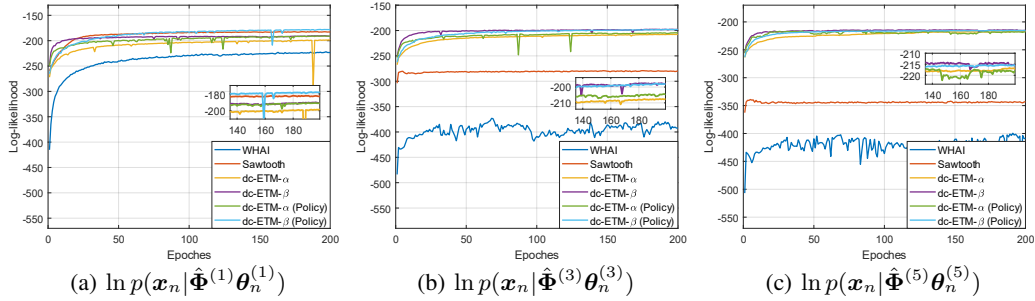 -200
-250
-300
-350
-400
-450
-500
-550
Log-likelihood
0
50
100
150
200
Epoches
-180
-200
140
160
180
WHAI
Sawtooth
dc-ETM-α
dc-ETM-β
dc-ETM-α (Policy)
dc-ETM-β (Policy)
(a) ln p(x_n|Φ̂^(1)θ_n^(1))
-150
-200
-250
-300
-350
-400
-450
-500
-550
Log-likelihood
0
50
100
150
200
Epoches
-200
-210
140
160
180
WHAI
Sawtooth
dc-ETM-α
dc-ETM-β
dc-ETM-α (Policy)
dc-ETM-β (Policy)
(b) ln p(x_n|Φ̂^(3)θ_n^(3))
-200
-250
-300
-350
-400
-450
-500
-550
Log-likelihood
0
50
100
150
200
Epoches
-210
-215
-220
140
160
180
WHAI
Sawtooth
dc-ETM-α
dc-ETM-β
dc-ETM-α (Policy)
dc-ETM-β (Policy)
(c) ln p(x_n|Φ̂^(5)θ_n^(5))